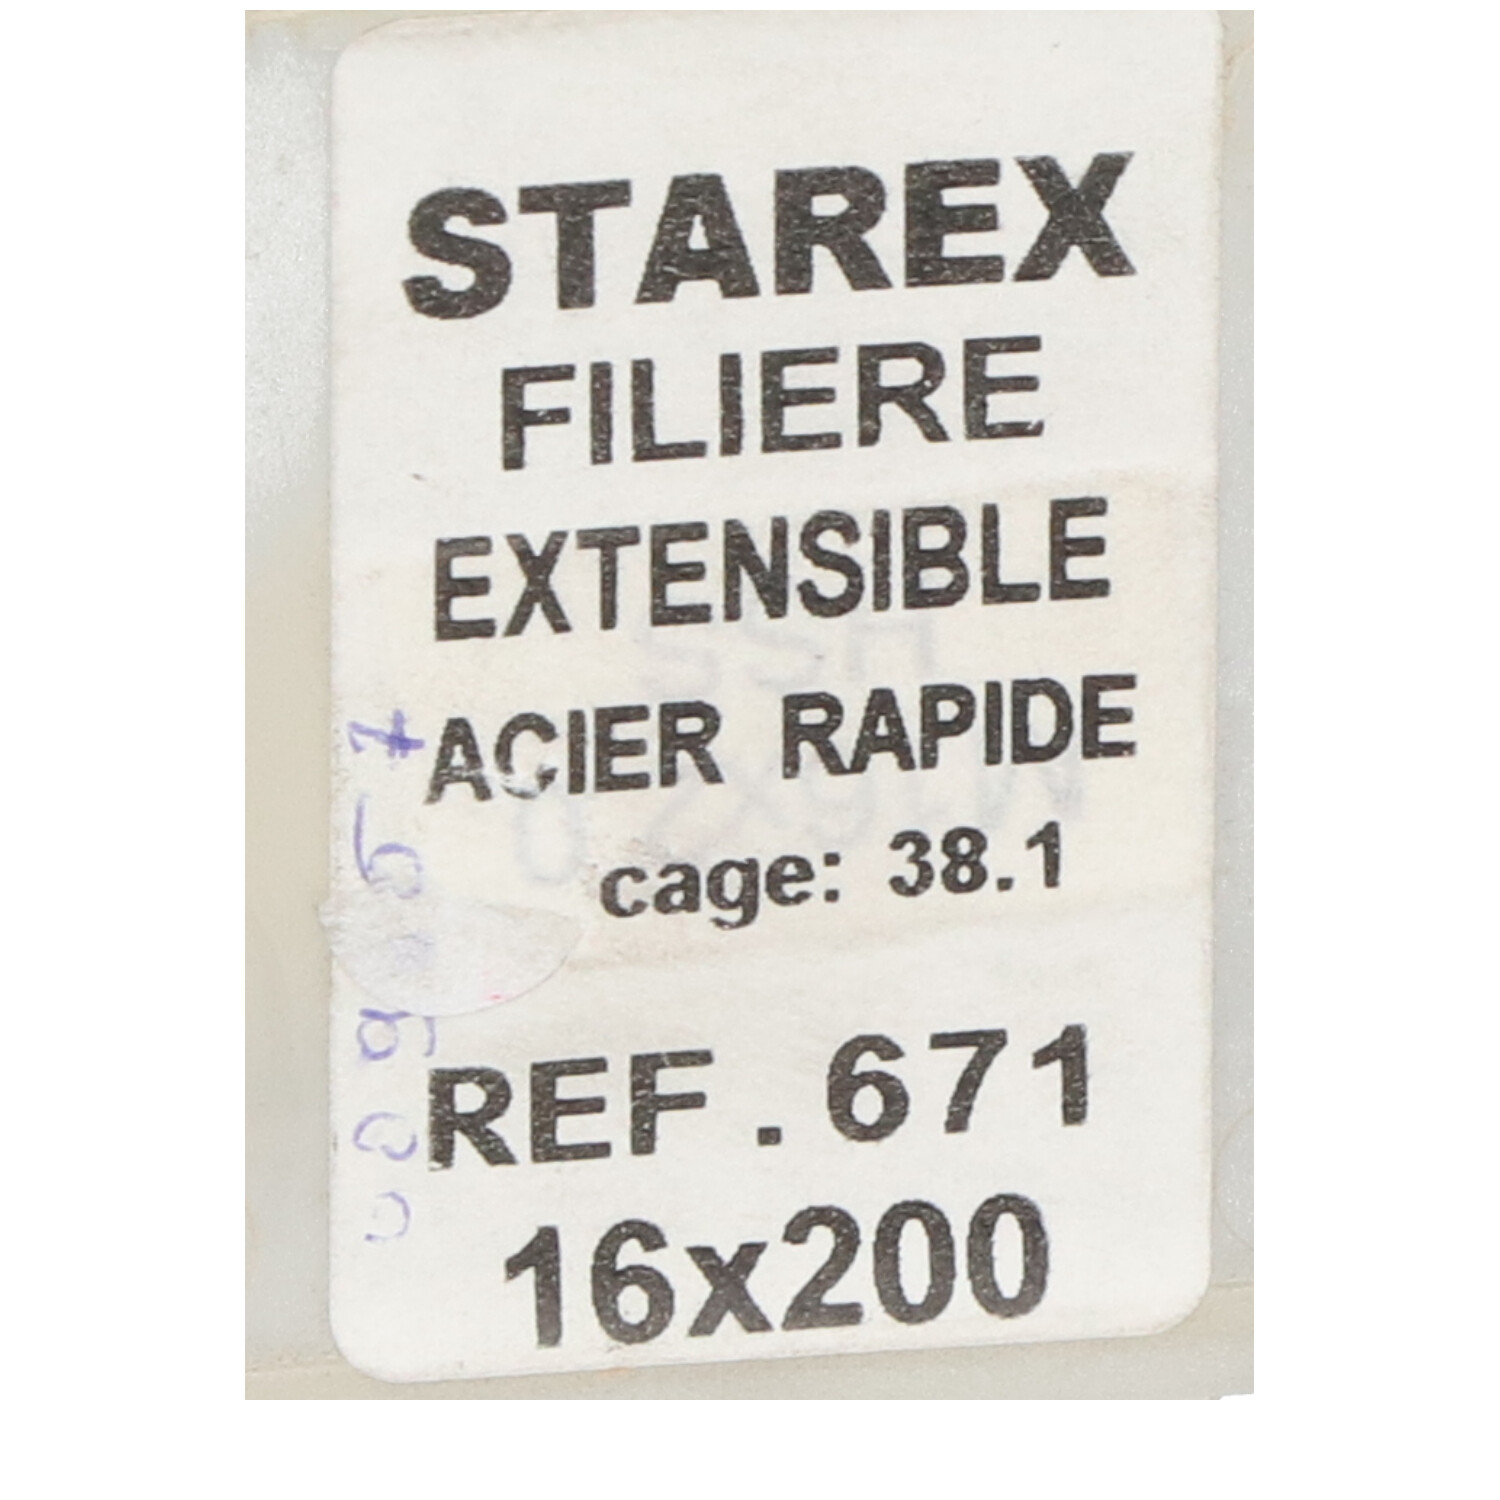 STAREX
FILIERE
EXTENSIBLE
ACIER RAPIDE
cage: 38.1
REF.671
16x200